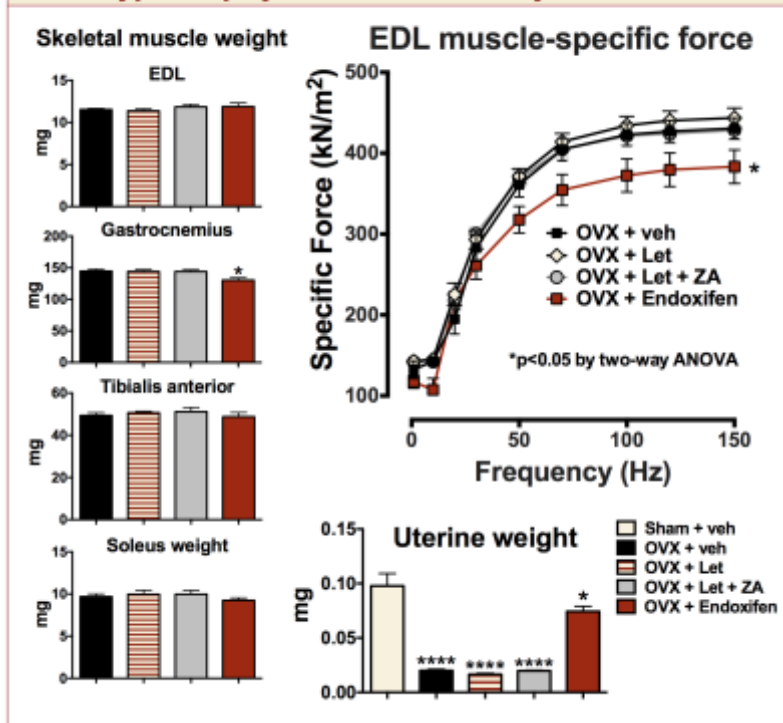 Skeletal muscle weight
EDL
mg
15
10
5
0
Gastrocnemius
mg
200
150
100
50
0
*
Tibialis anterior
mg
60
40
20
0
Soleus weight
mg
15
10
5
0
EDL muscle-specific force
Specific Force (kN/m²)
500
400
300
200
100
*
OVX + veh
OVX + Let
OVX + Let + ZA
OVX + Endoxifen
*p<0.05 by two-way ANOVA
0 50 100 150
Frequency (Hz)
Uterine weight
mg
0.15
0.10
0.05
0.00
**** **** **** *
Sham + veh
OVX + veh
OVX + Let
OVX + Let + ZA
OVX + Endoxifen